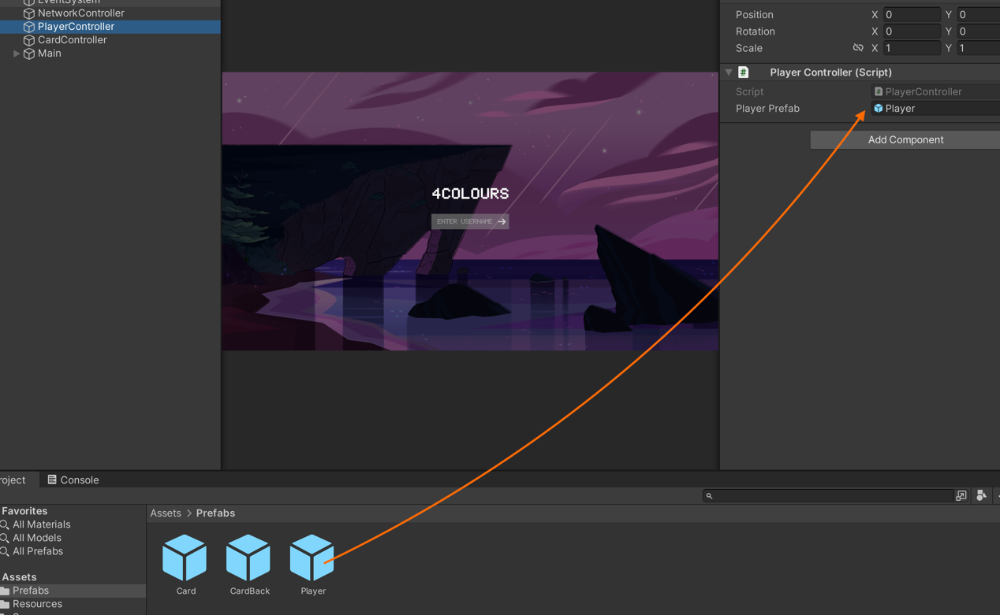 EventSystem
NetworkController
PlayerController
CardController
Main
4COLOURS
ENTER USERNAME
Position X 0 Y 0
Rotation X 0 Y 0
Scale X 1 Y 1
# Player Controller (Script)
Script # PlayerController
Player Prefab Player
Add Component
roject Console
Favorites
All Materials
All Models
All Prefabs
Assets
Prefabs
Resources
Assets > Prefabs
Card CardBack Player